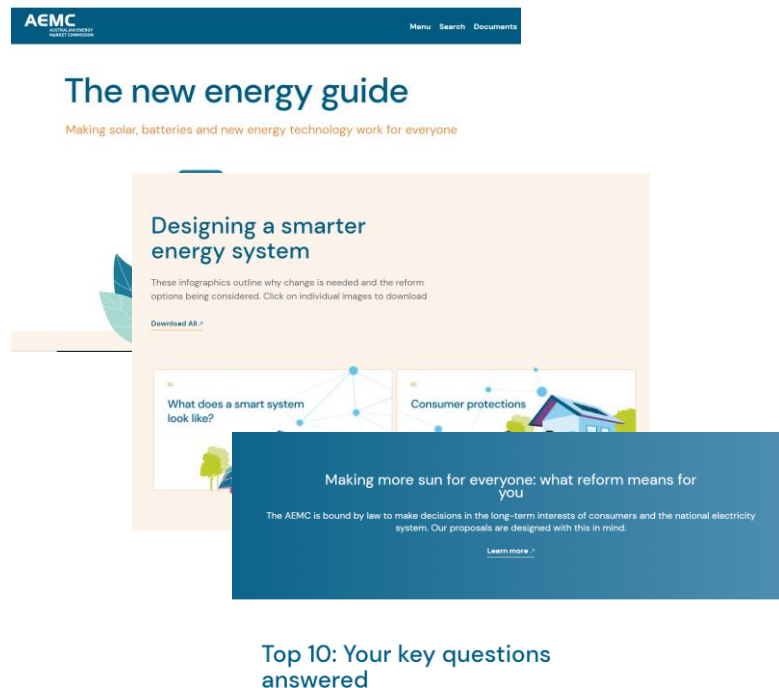 AEMC
AUSTRALIAN ENERGY
MARKET COMMISSION
Menu Search Documents
The new energy guide
Making solar, batteries and new energy technology work for everyone
Designing a smarter
energy system
These infographics outline why change is needed and the reform
options being considered. Click on individual images to download
Download All ↗
01
What does a smart system
look like?
02
Consumer protections
Making more sun for everyone: what reform means for
you
The AEMC is bound by law to make decisions in the long-term interests of consumers and the national electricity
system. Our proposals are designed with this in mind.
Learn more ↗
Top 10: Your key questions
answered